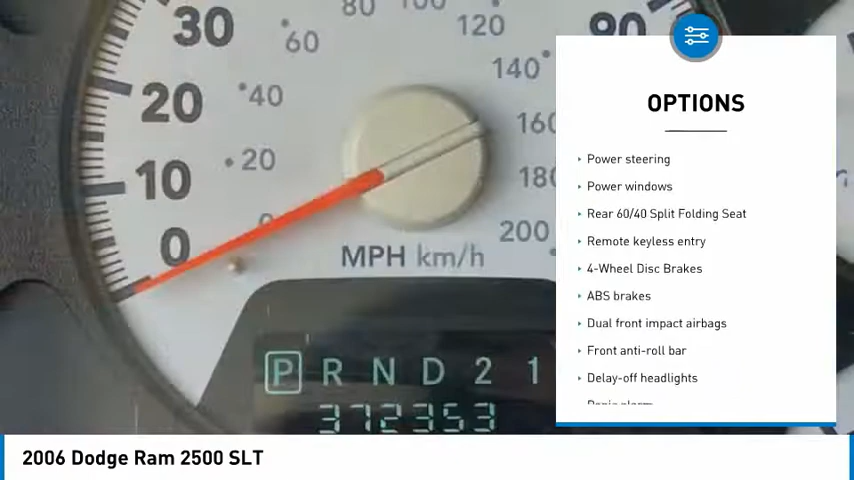 30
20
10
0
60
40
20
0
80
100
120
140
160
180
200
MPH km/h
P R N D 2 1
372353
90
OPTIONS
Power steering
Power windows
Rear 60/40 Split Folding Seat
Remote keyless entry
4-Wheel Disc Brakes
ABS brakes
Dual front impact airbags
Front anti-roll bar
Delay-off headlights
2006 Dodge Ram 2500 SLT